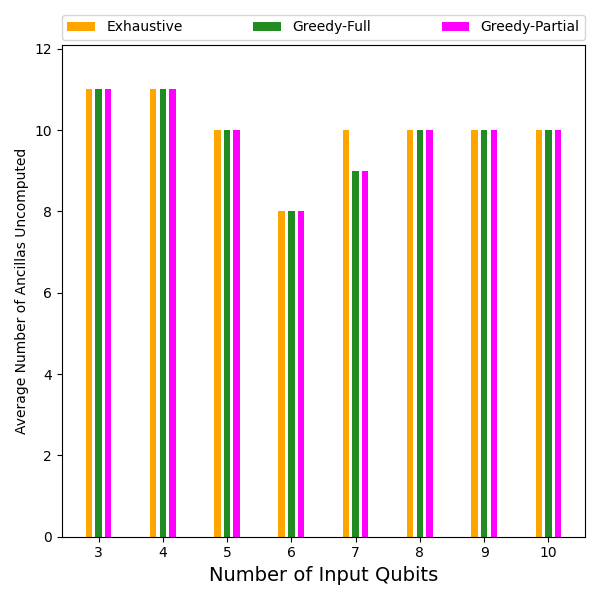 Exhaustive Greedy-Full Greedy-Partial
12
10
8
6
4
2
0
Average Number of Ancillas Uncomputed
3 4 5 6 7 8 9 10
Number of Input Qubits